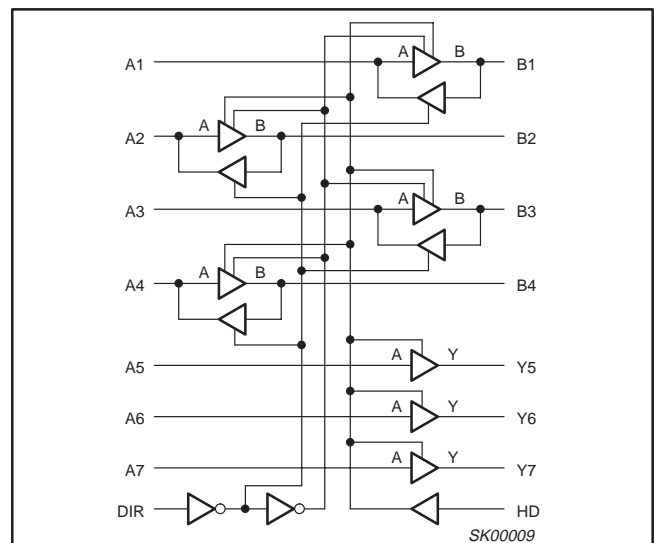 A1 A B B1
A2 A B B2
A3 A B B3
A4 A B B4
A5 A Y Y5
A6 A Y Y6
A7 A Y Y7
DIR HD
SK00009